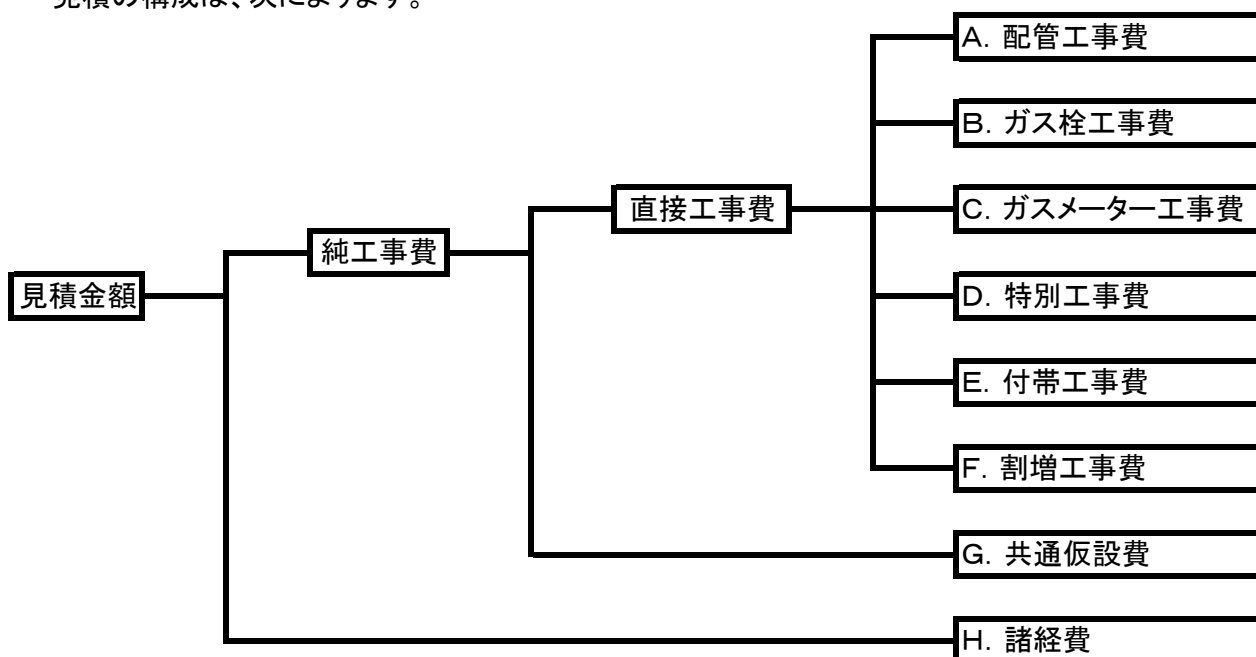 見積の構成は、次によります。
A. 配管工事費
B. ガス栓工事費
直接工事費
C. ガスメーター工事費
純工事費
見積金額
D. 特別工事費
E. 付帯工事費
F. 割増工事費
G. 共通仮設費
H. 諸経費